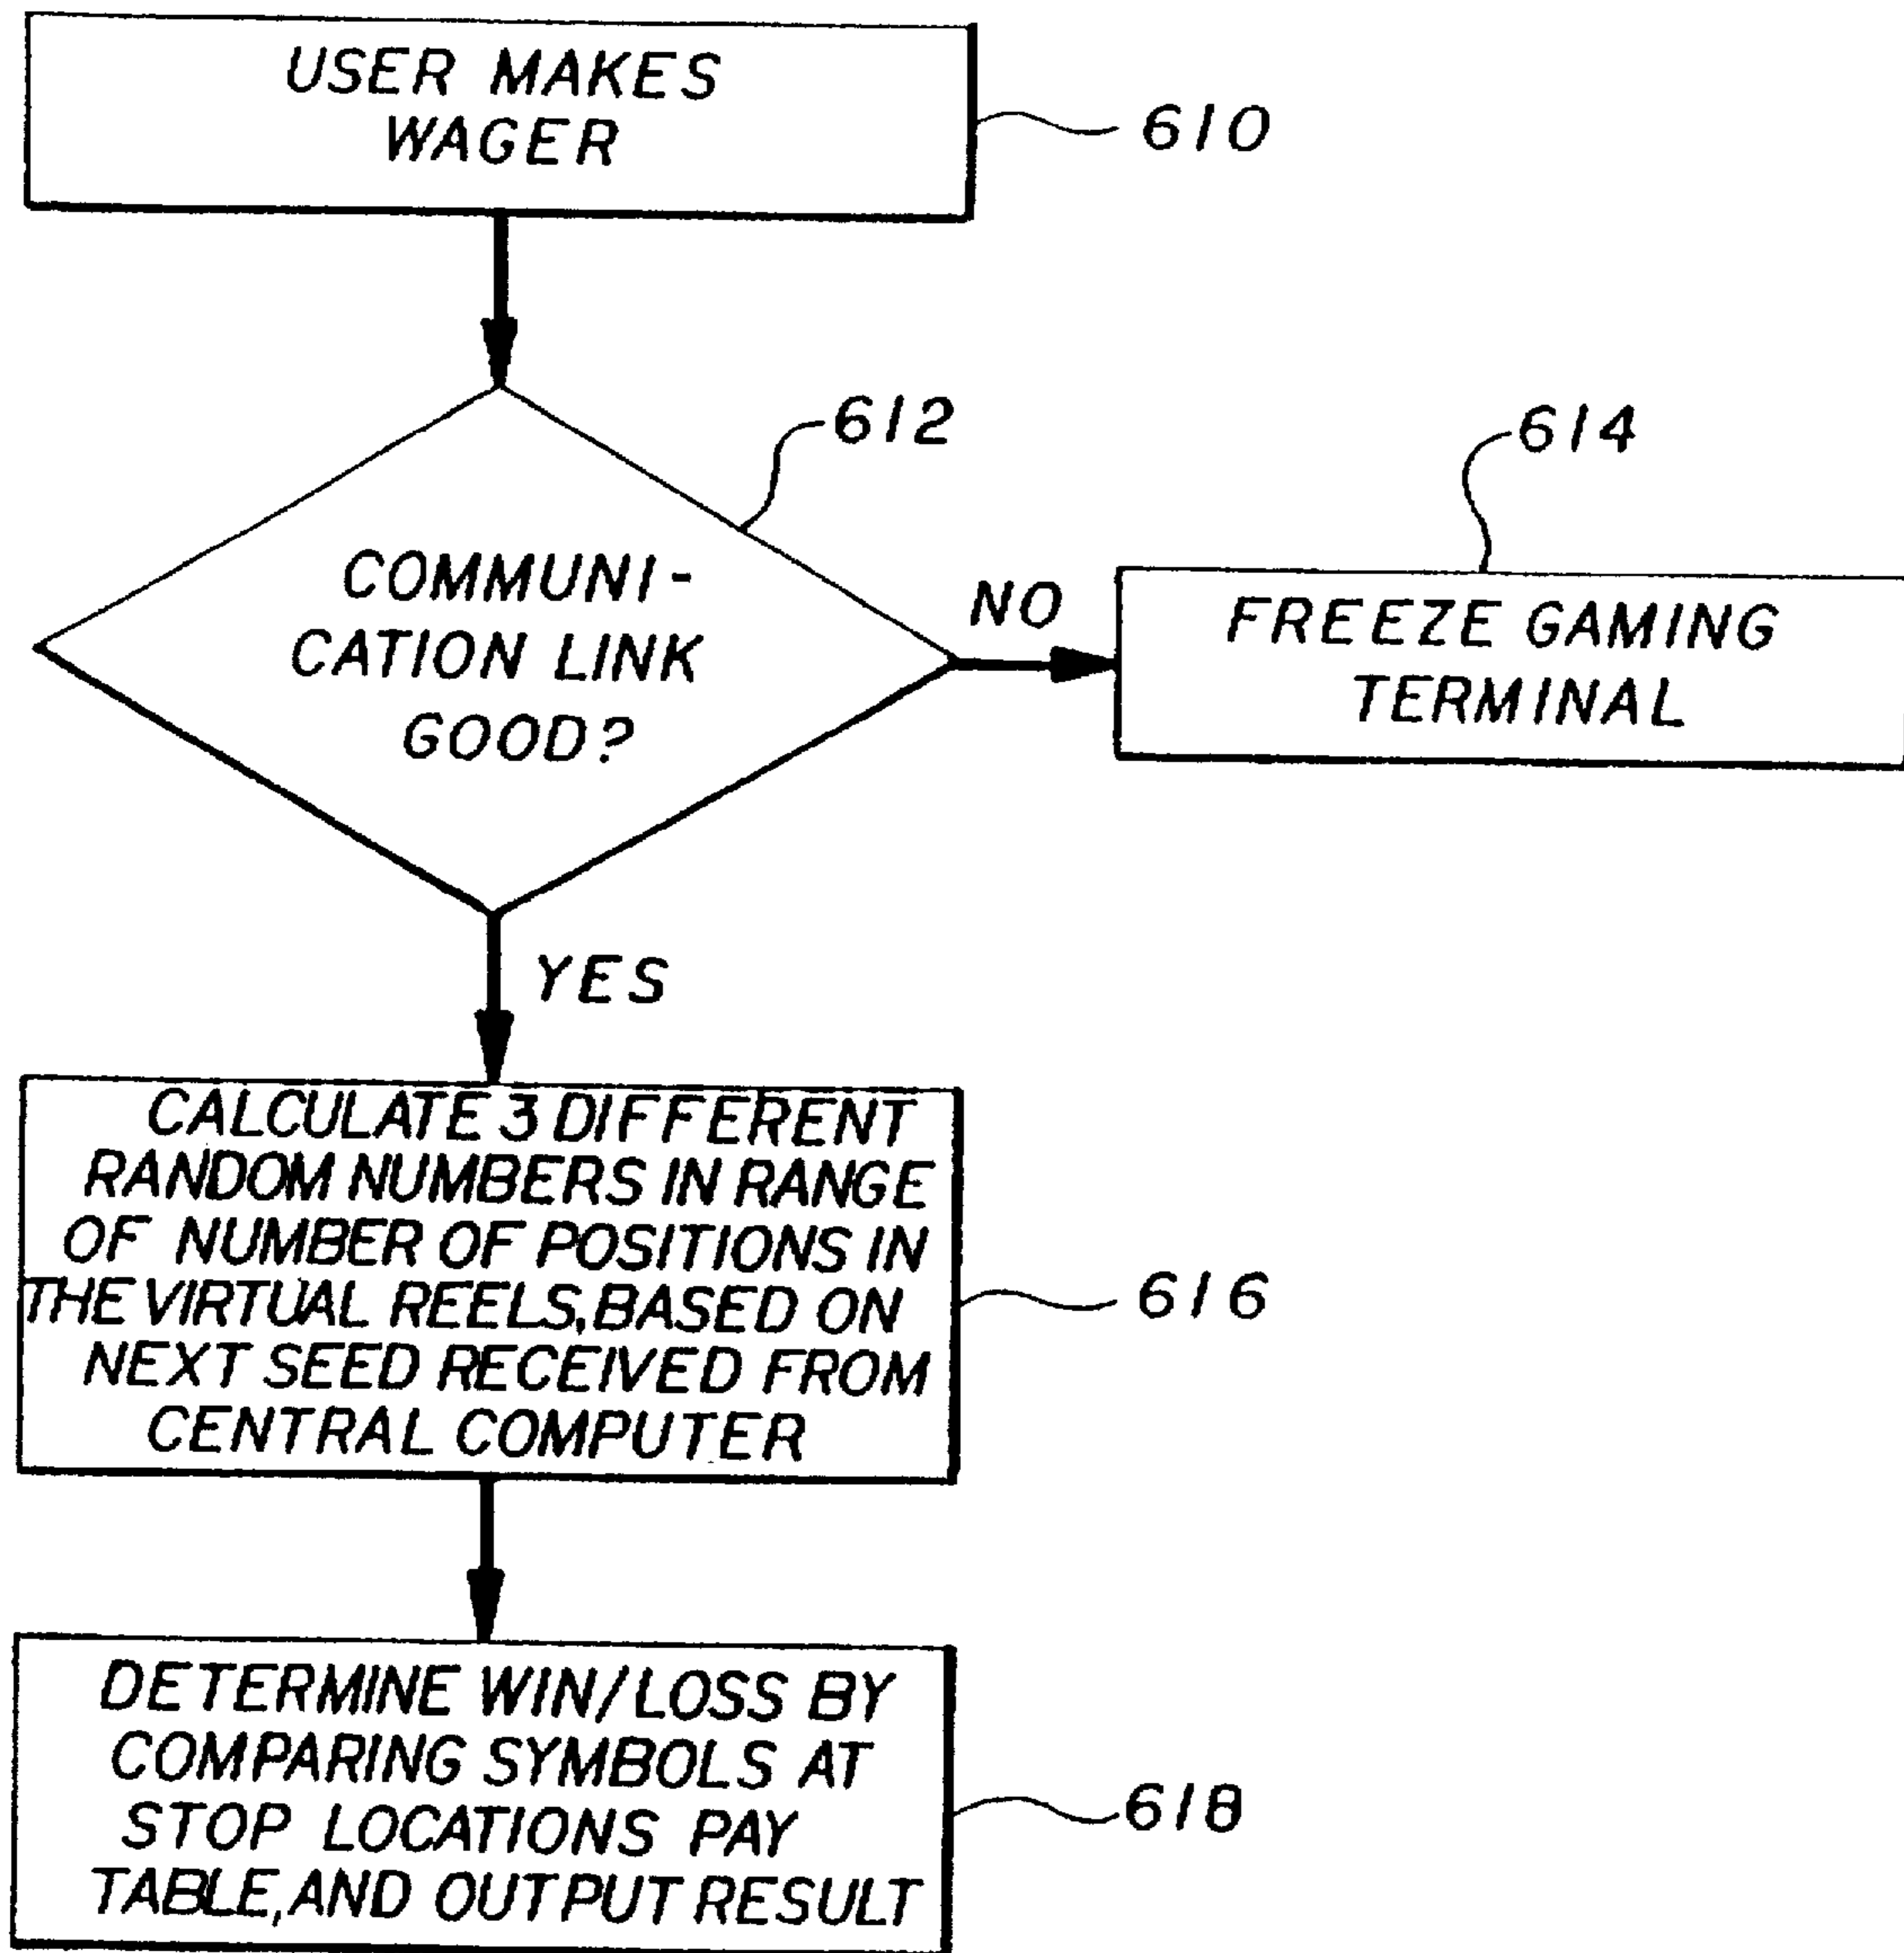 USER MAKES
WAGER
610
612
COMMUNI-
CATION LINK
GOOD?
NO
614
FREEZE GAMING
TERMINAL
YES
CALCULATE 3 DIFFERENT
RANDOM NUMBERS IN RANGE
OF NUMBER OF POSITIONS IN
THE VIRTUAL REELS, BASED ON
NEXT SEED RECEIVED FROM
CENTRAL COMPUTER
616
DETERMINE WIN/LOSS BY
COMPARING SYMBOLS AT
STOP LOCATIONS PAY
TABLE, AND OUTPUT RESULT
618